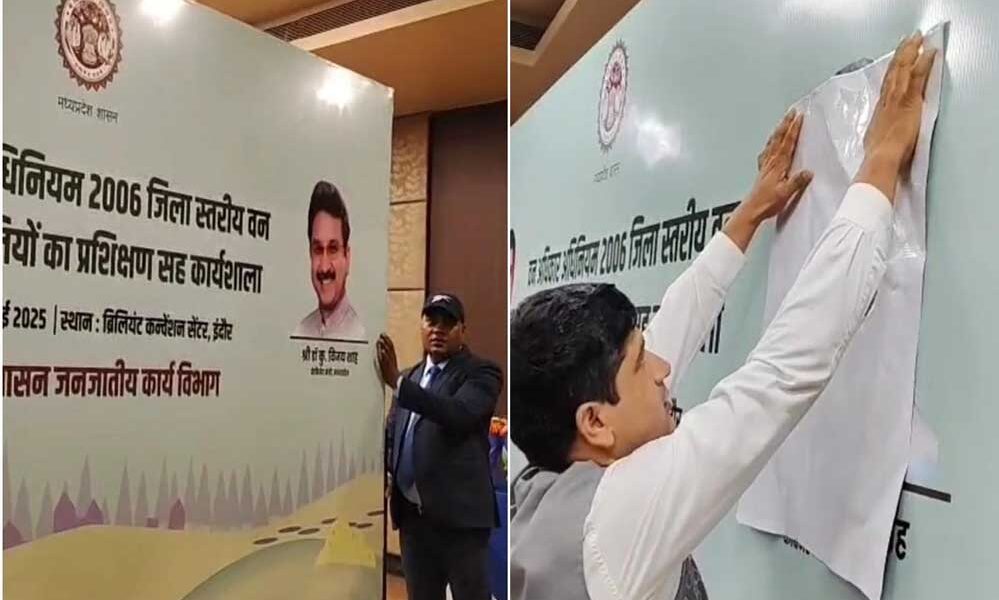 मध्यप्रदेश शासन
धिनियम 2006 जिला स्तरीय वन
तियों का प्रशिक्षण सह कार्यशाला
ई 2025 | स्थान : ब्रिलियंट कन्वेंशन सेंटर, इंदौर
ासन जनजातीय कार्य विभाग
श्री डॉ कु. विजय शाह
वन अधिकार अधिनियम 2006 जिला स्तरीय